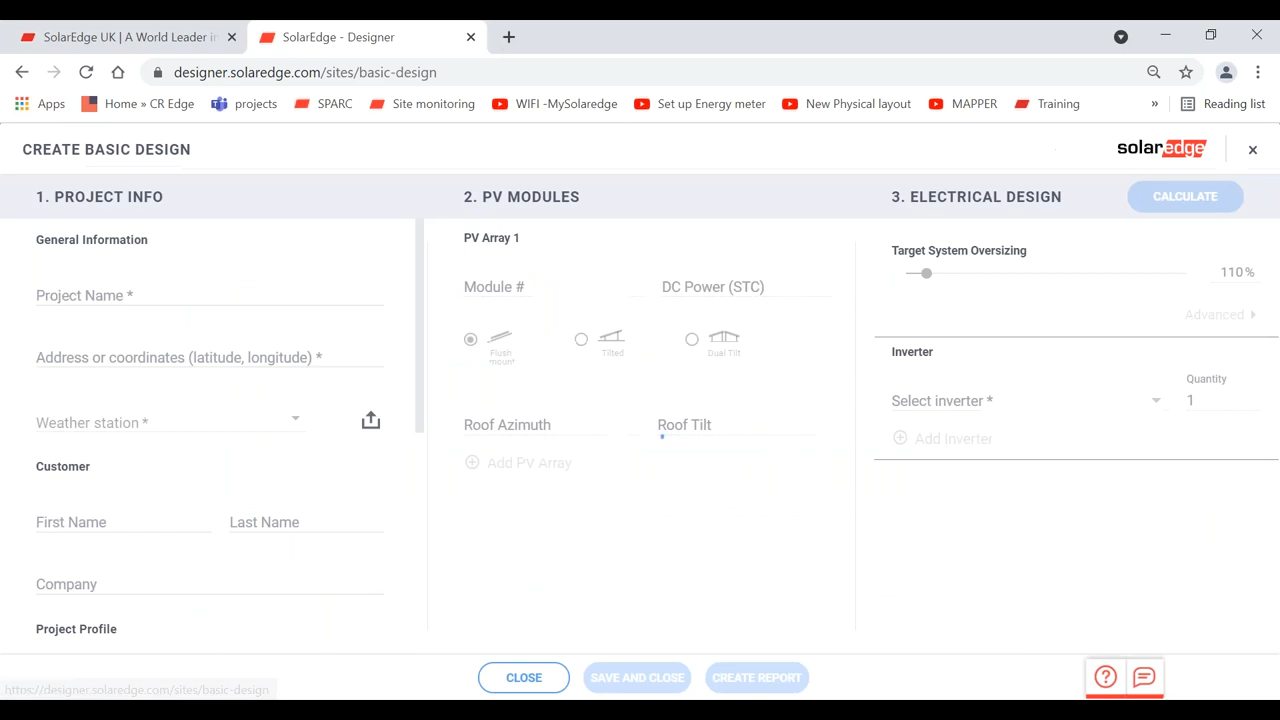 SolarEdge UK | A World Leader in
SolarEdge - Designer
designer.solaredge.com/sites/basic-design
Apps
Home » CR Edge
projects
SPARC
Site monitoring
WIFI -MySolaredge
Set up Energy meter
New Physical layout
MAPPER
Training
»
Reading list
CREATE BASIC DESIGN
solaredge
1. PROJECT INFO
2. PV MODULES
3. ELECTRICAL DESIGN
CALCULATE
General Information
Project Name *
Address or coordinates (latitude, longitude) *
Weather station *
Customer
First Name
Last Name
Company
Project Profile
PV Array 1
Module #
DC Power (STC)
Flush
mount
Tilted
Dual Tilt
Roof Azimuth
Roof Tilt
Add PV Array
Target System Oversizing
110 %
Advanced
Inverter
Quantity
Select inverter *
1
Add Inverter
CLOSE
SAVE AND CLOSE
CREATE REPORT
https://designer.solaredge.com/sites/basic-design